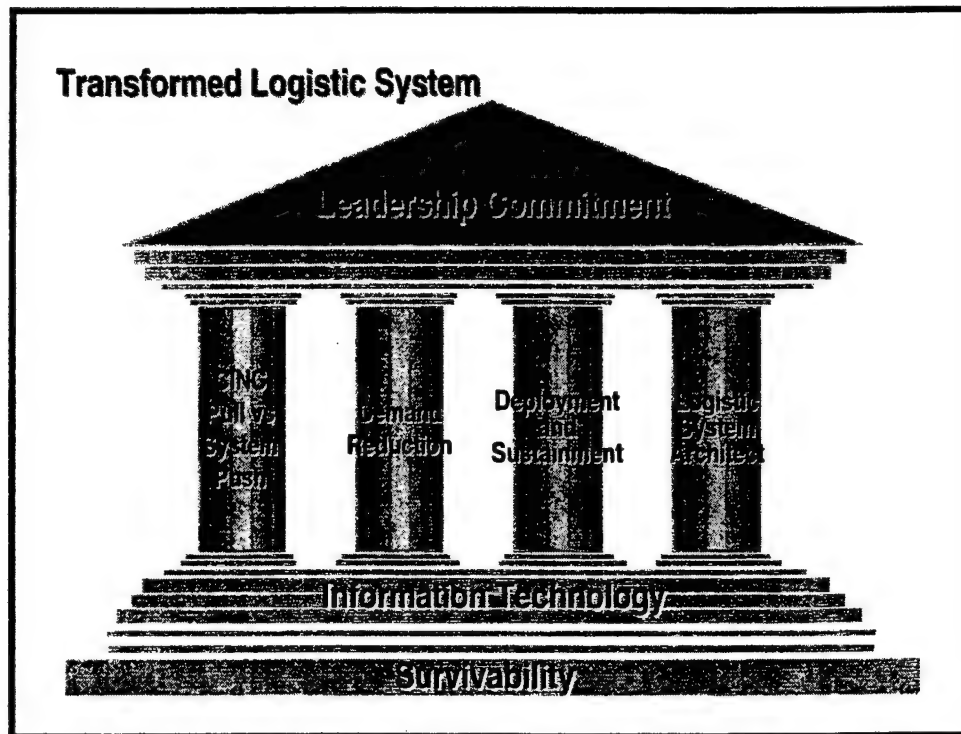 Transformed Logistic System
Leadership Commitment
CINC
Pull vs
System
Push
Demand
Reduction
Deployment
and
Sustainment
Logistic
System
Architect
Information Technology
Survivability